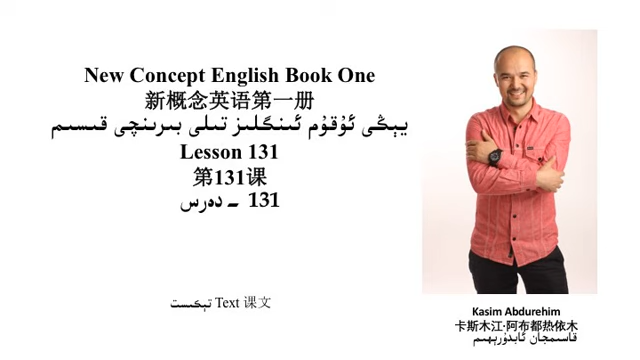 New Concept English Book One
新概念英语第一册
يېڭى ئۇقۇم ئىنگلىز تىلى بىرىنچى قىسىم
Lesson 131
第131课
131 ـ دەرس
تېكىست Text 课文
Kasim Abdurehim
卡斯木江·阿布都热依木
قاسىمجان ئابدۇرېھىم